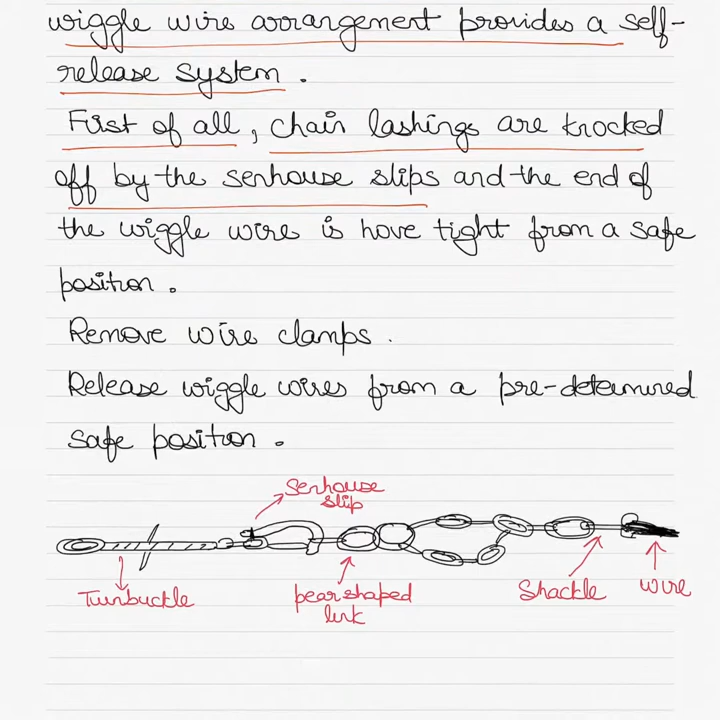 wiggle wire arrangement provides a self-
release system.
First of all, chain lashings are knocked
off by the senhouse slips and the end of
the wiggle wire is hove tight from a safe
position.
Remove wire clamps.
Release wiggle wires from a pre-determined
safe position.
Senhouse
slip
Turnbuckle
pear shaped
link
Shackle
wire